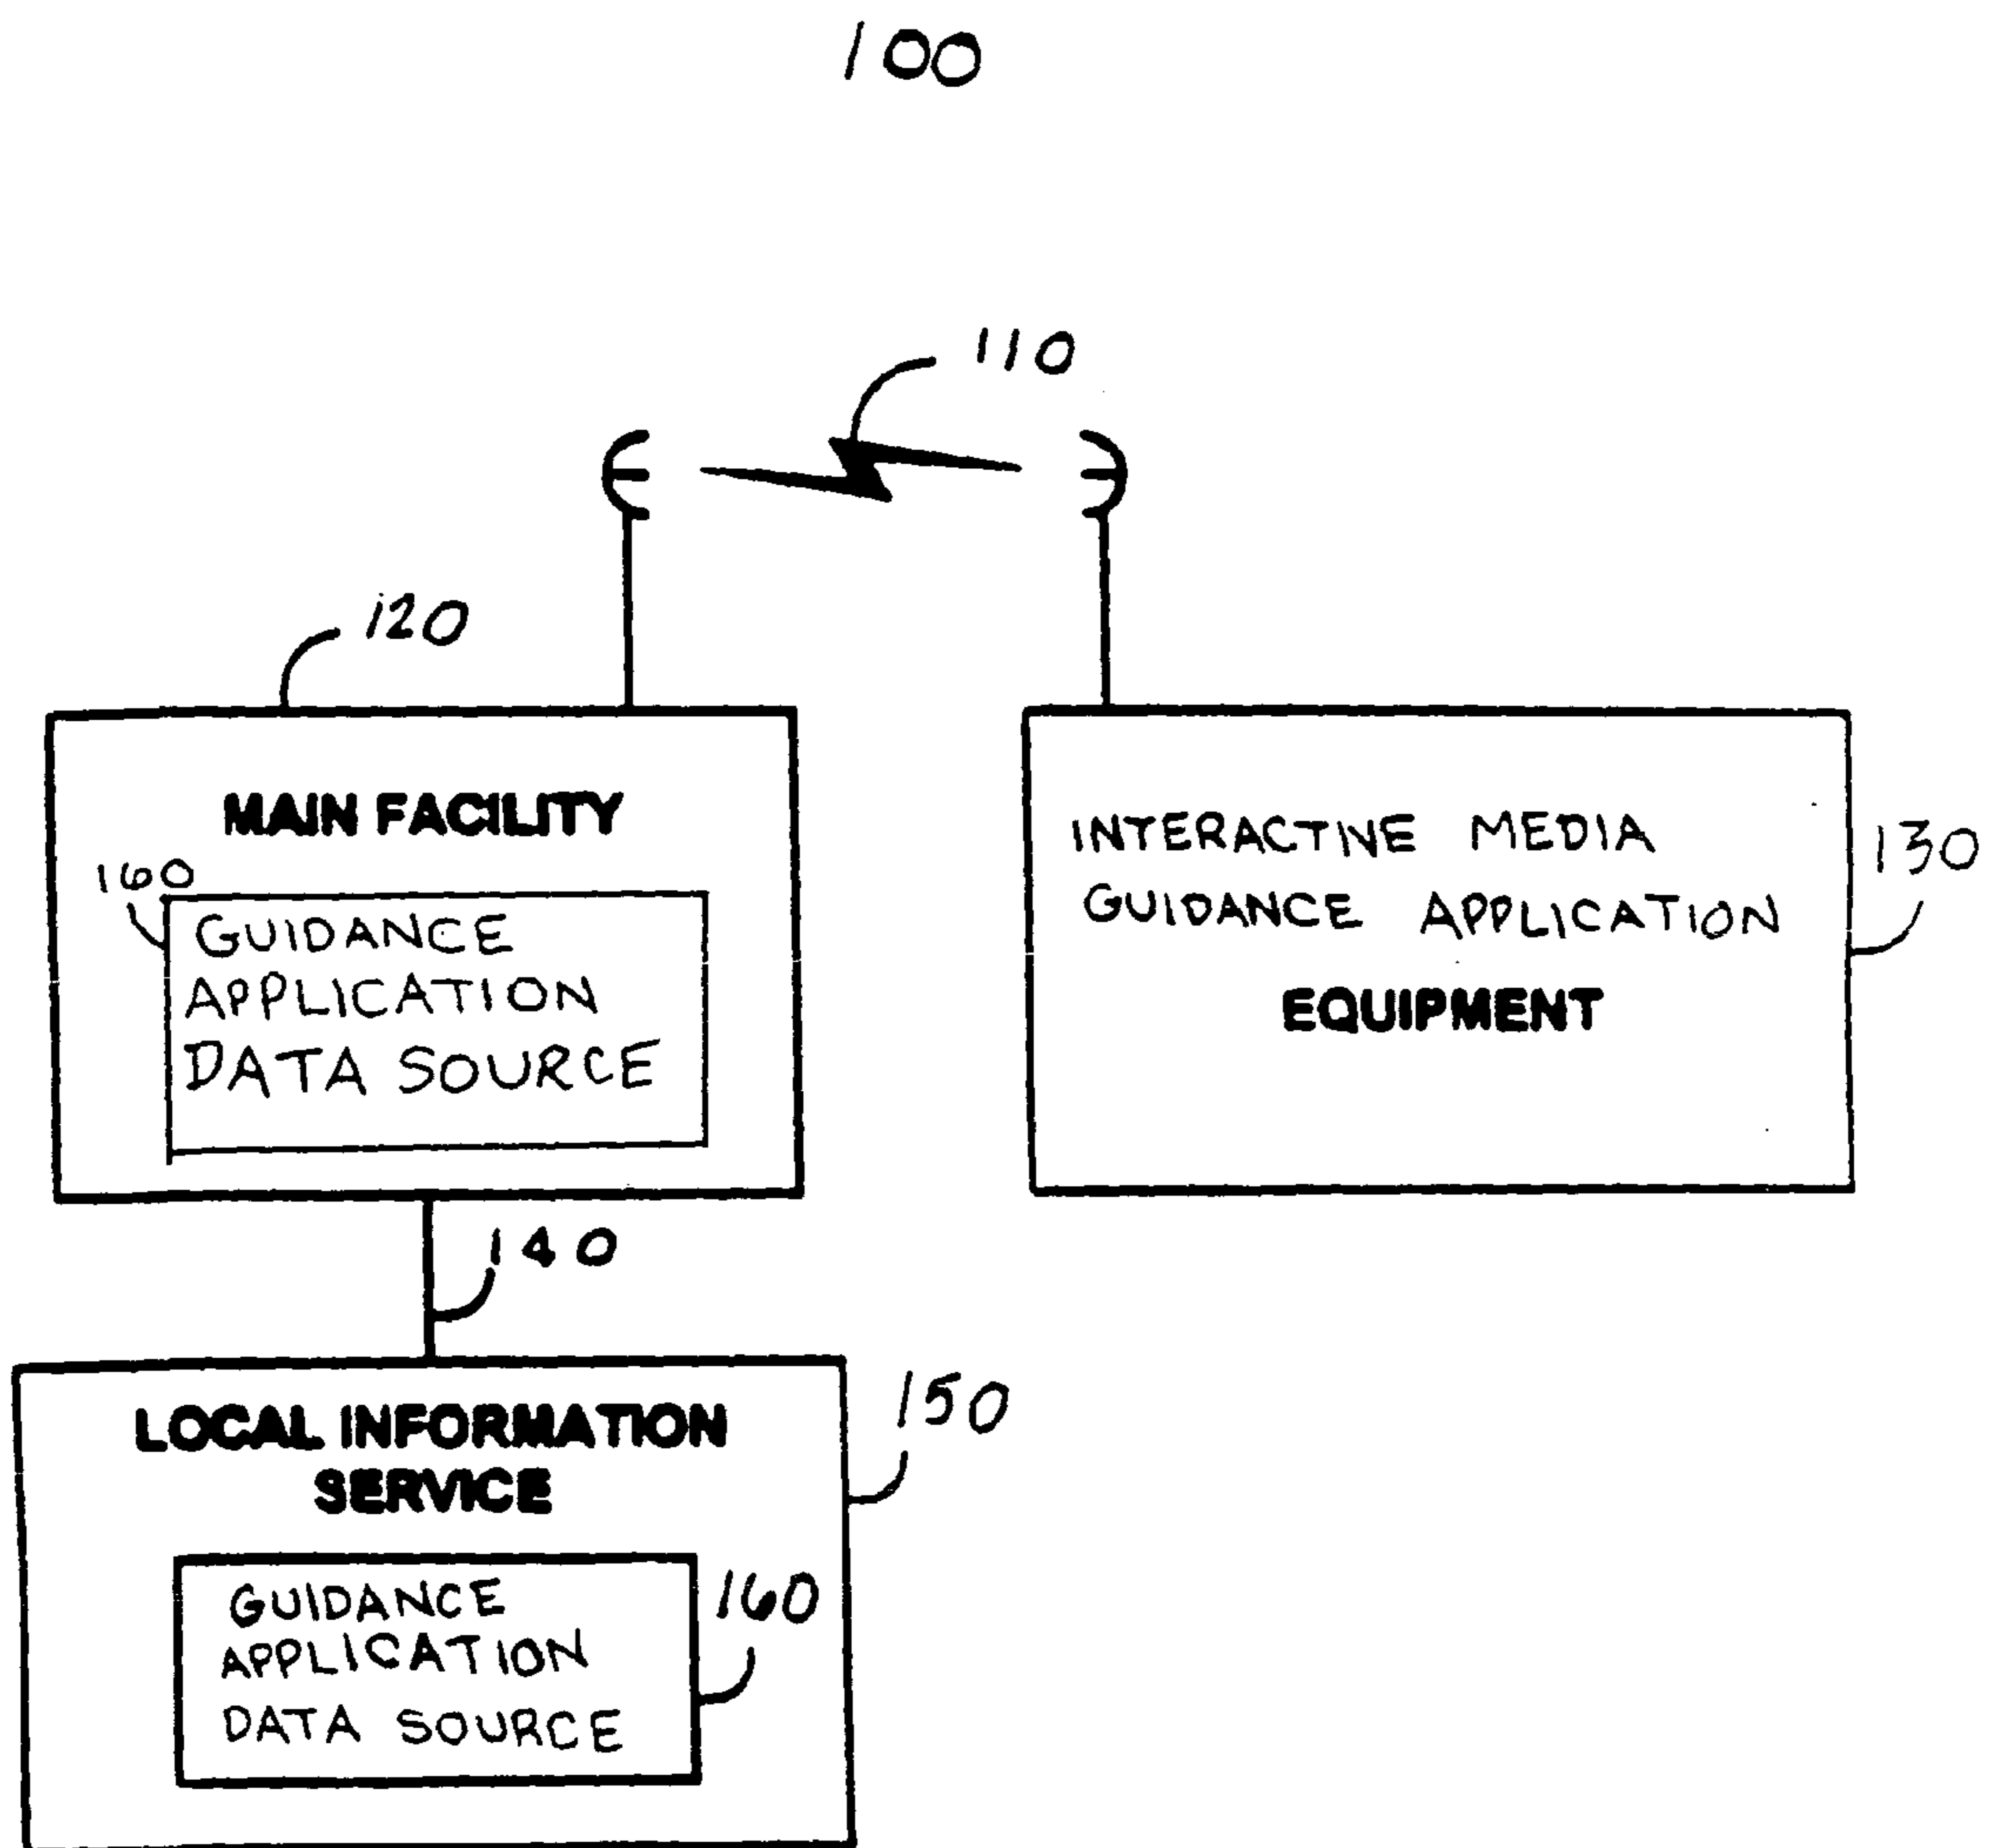 100
110
120
MAIN FACILITY
160
GUIDANCE
APPLICATION
DATA SOURCE
INTERACTIVE MEDIA
GUIDANCE APPLICATION
EQUIPMENT
130
140
LOCAL INFORMATION
SERVICE
150
GUIDANCE
APPLICATION
DATA SOURCE
160